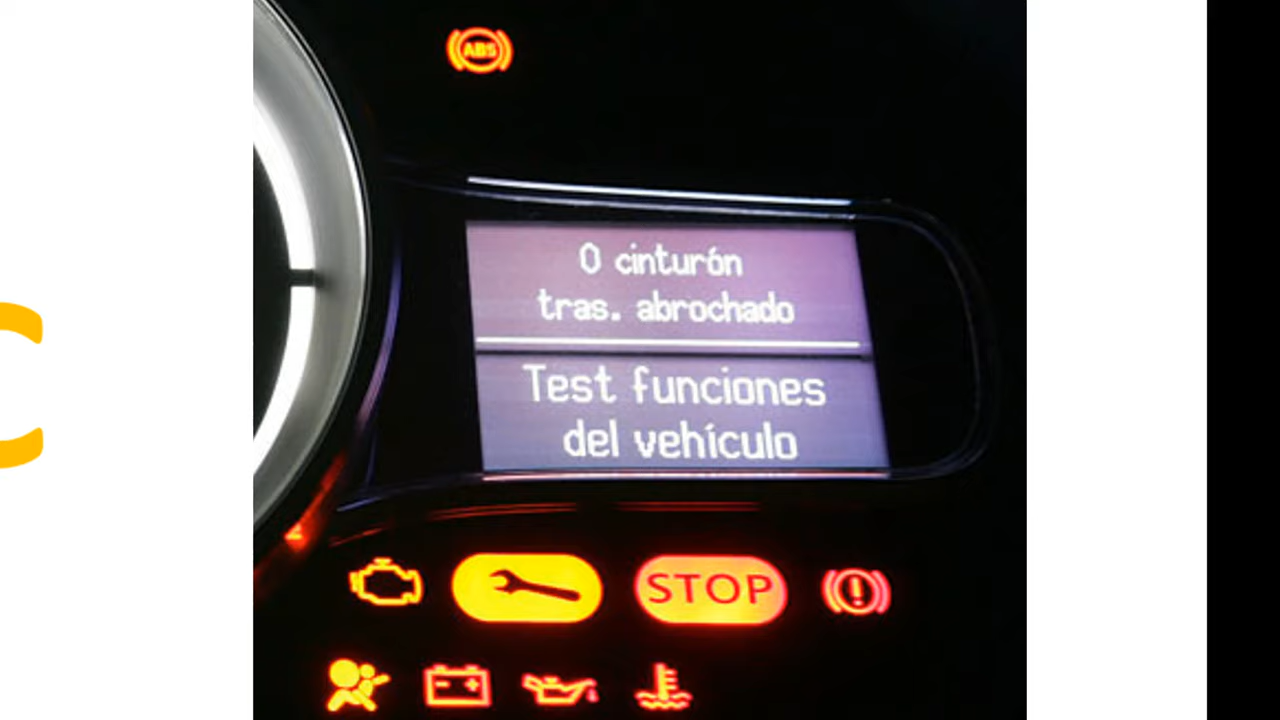 ABS
0 cinturón
tras. abrochado
Test funciones
del vehículo
STOP